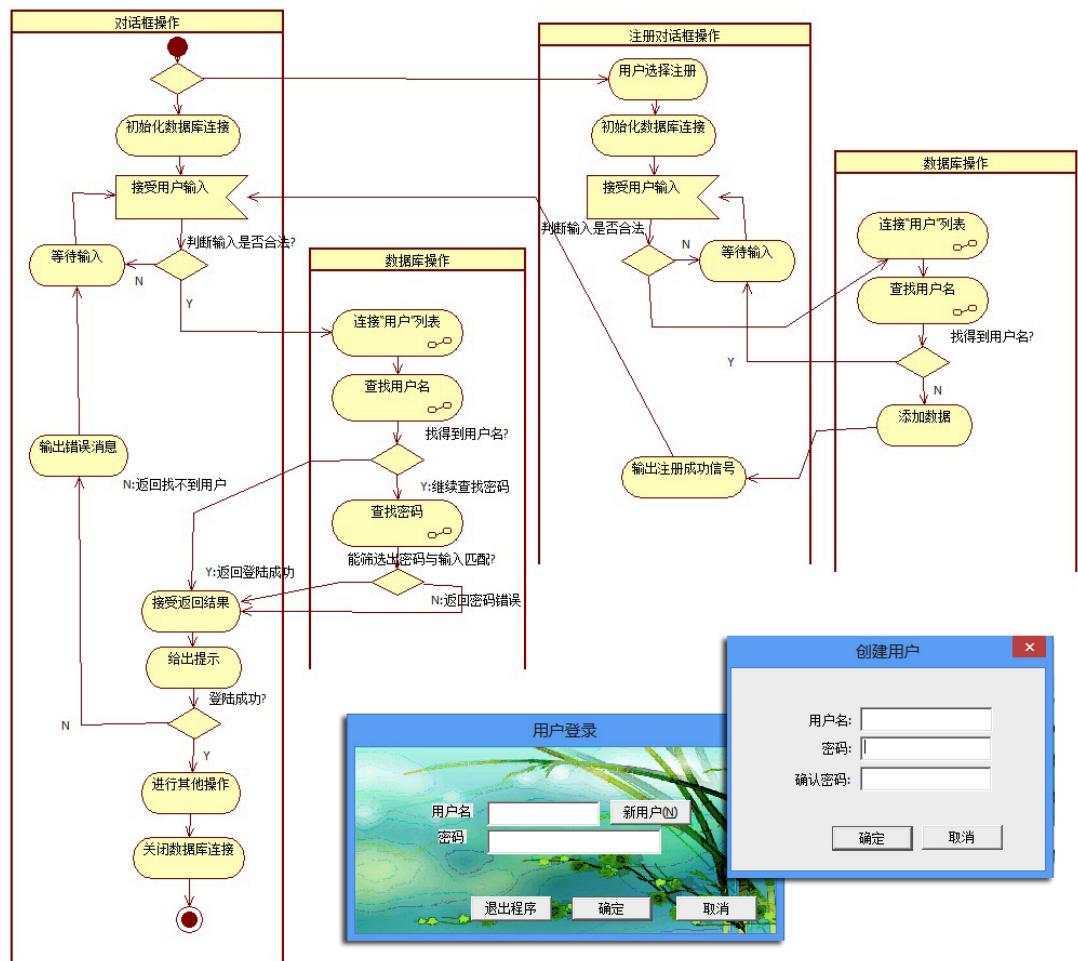 对话框操作
初始化数据库连接
接受用户输入
判断输入是否合法?
等待输入
N
Y
数据库操作
连接“用户”列表
查找用户名
找得到用户名?
N:返回找不到用户
Y:继续查找密码
查找密码
能筛选出密码与输入匹配?
Y:返回登陆成功
N:返回密码错误
输出错误消息
接受返回结果
给出提示
登陆成功?
N
Y
进行其他操作
关闭数据库连接
注册对话框操作
用户选择注册
初始化数据库连接
接受用户输入
判断输入是否合法
N
等待输入
输出注册成功信号
数据库操作
连接“用户”列表
查找用户名
找得到用户名?
Y
N
添加数据
用户登录
用户名
新用户(N)
密码
退出程序
确定
取消
创建用户
用户名:
密码:
确认密码:
确定
取消